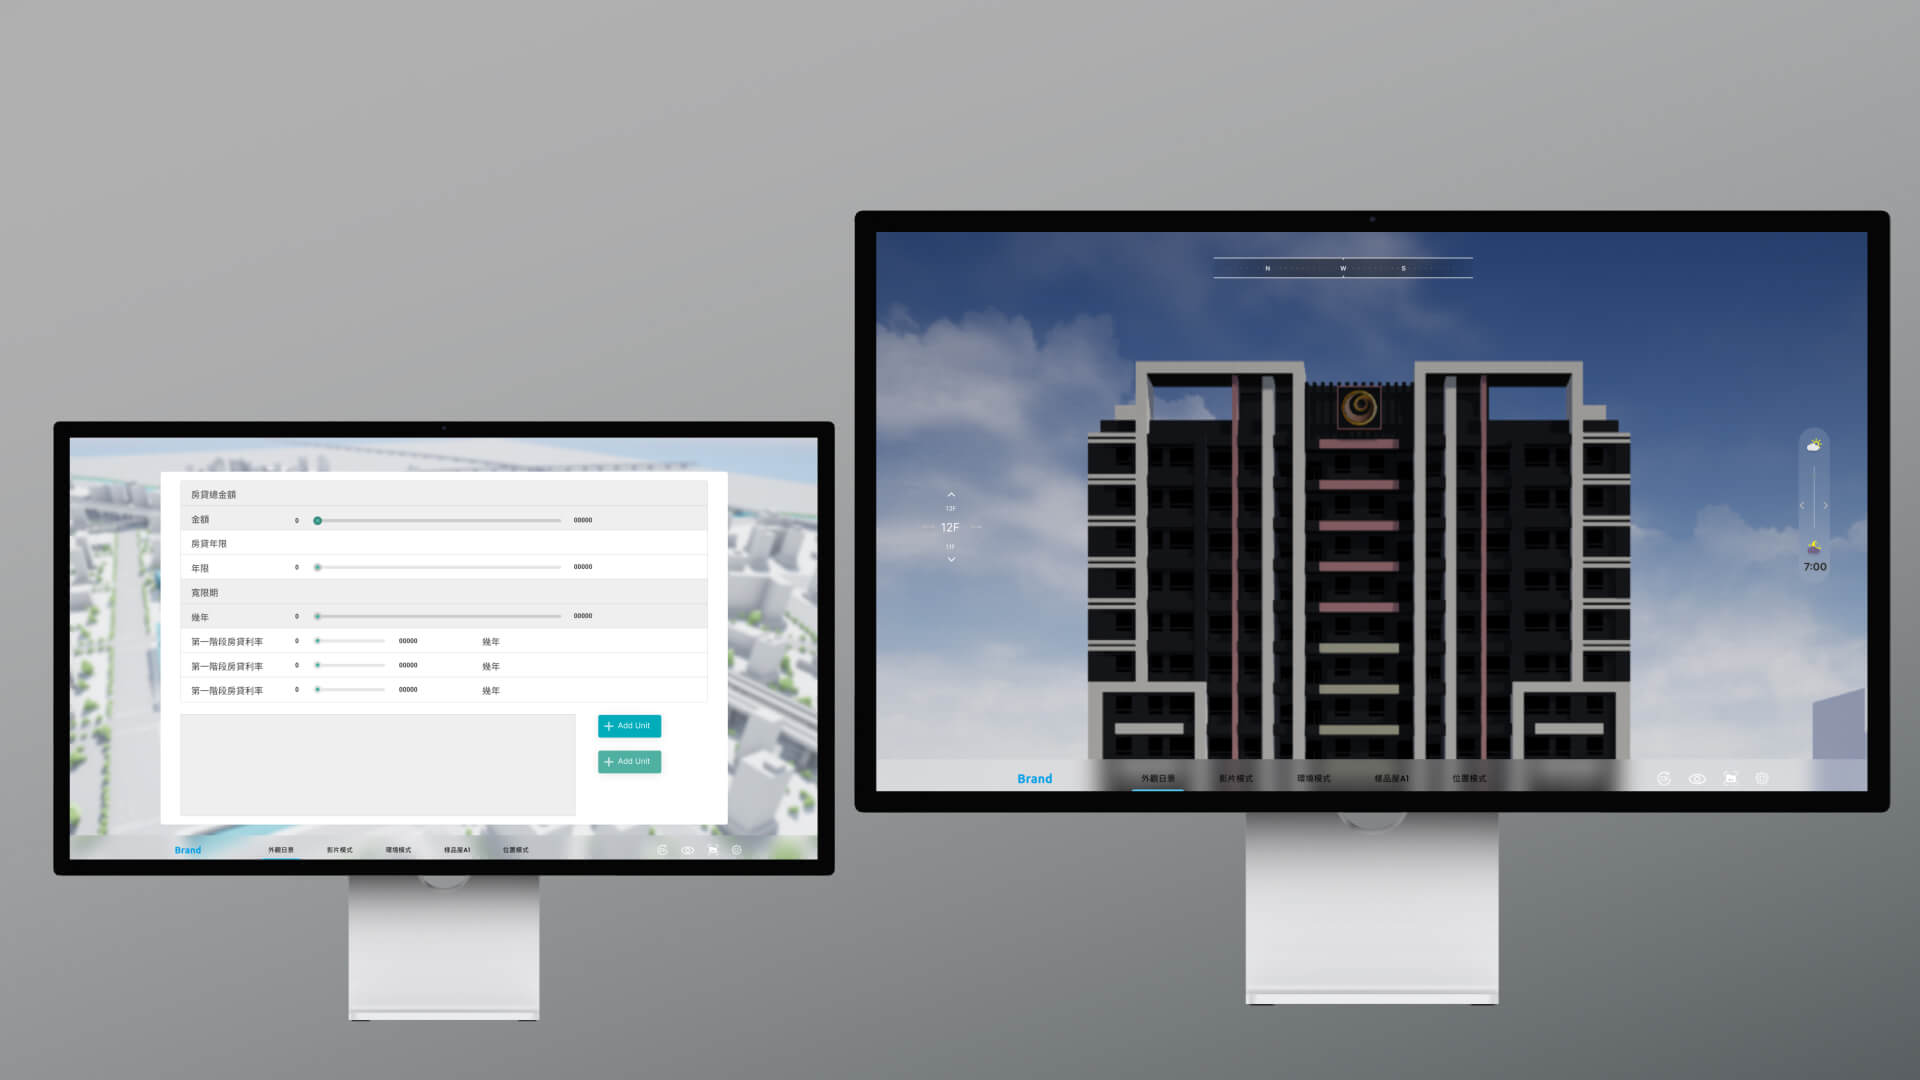 房貸總金額
金額 0 00000
房貸年限
年限 0 00000
寬限期
幾年 0 00000
第一階段房貸利率 0 00000 幾年
第一階段房貸利率 0 00000 幾年
第一階段房貸利率 0 00000 幾年
+ Add Unit
+ Add Unit
Brand 外觀日景 影片模式 環境模式 樣品屋A1 位置模式
N W S
13F
12F
11F
7:00
Brand 外觀日景 影片模式 環境模式 樣品屋A1 位置模式